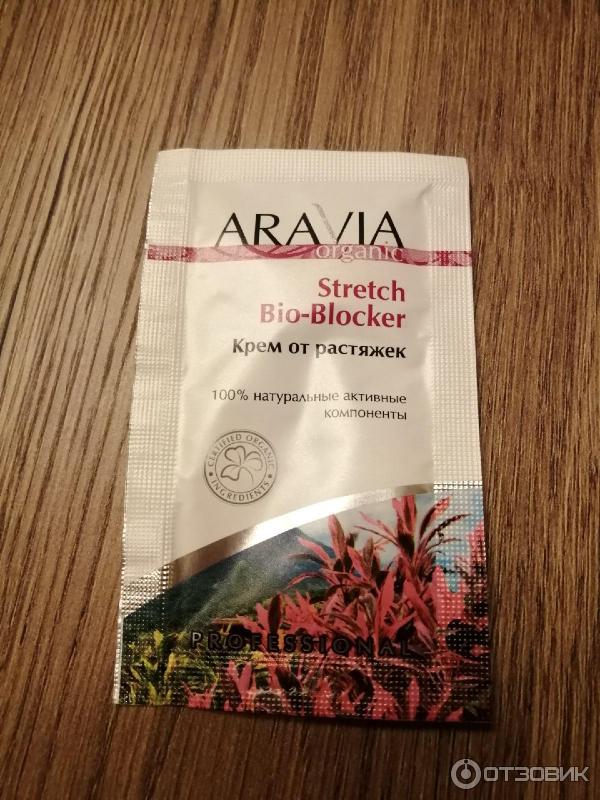 ARAVIA
organic
Stretch
Bio-Blocker
Крем от растяжек
100% натуральные активные
компоненты
CERTIFIED ORGANIC
INGREDIENTS
PROFESSIONAL
ОТЗОВИК